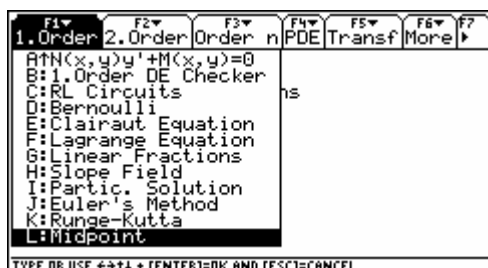 F1▼ F2▼ F3▼ F4▼ F5▼ F6▼ F7
1.Order 2.Order Order n PDE Transf More ▸
A↑N(x,y)y'+M(x,y)=0
B:1.Order DE Checker
C:RL Circuits ns
D:Bernoulli
E:Clairaut Equation
F:Lagrange Equation
G:Linear Fractions
H:Slope Field
I:Partic. Solution
J:Euler's Method
K:Runge-Kutta
L:Midpoint
TYPE OR USE ←→↑↓ + [ENTER]=OK AND [ESC]=CANCEL